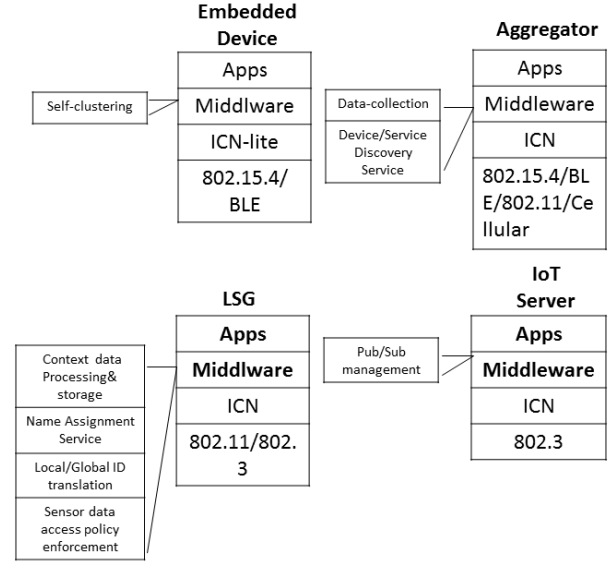 Embedded
Device
Apps
Middlware
ICN-lite
802.15.4/
BLE
Self-clustering
Aggregator
Apps
Middleware
ICN
802.15.4/BL
E/802.11/Ce
llular
Data-collection
Device/Service
Discovery
Service
LSG
Apps
Middlware
ICN
802.11/802.
3
Context data
Processing&
storage
Name Assignment
Service
Local/Global ID
translation
Sensor data
access policy
enforcement
IoT
Server
Apps
Middleware
ICN
802.3
Pub/Sub
management